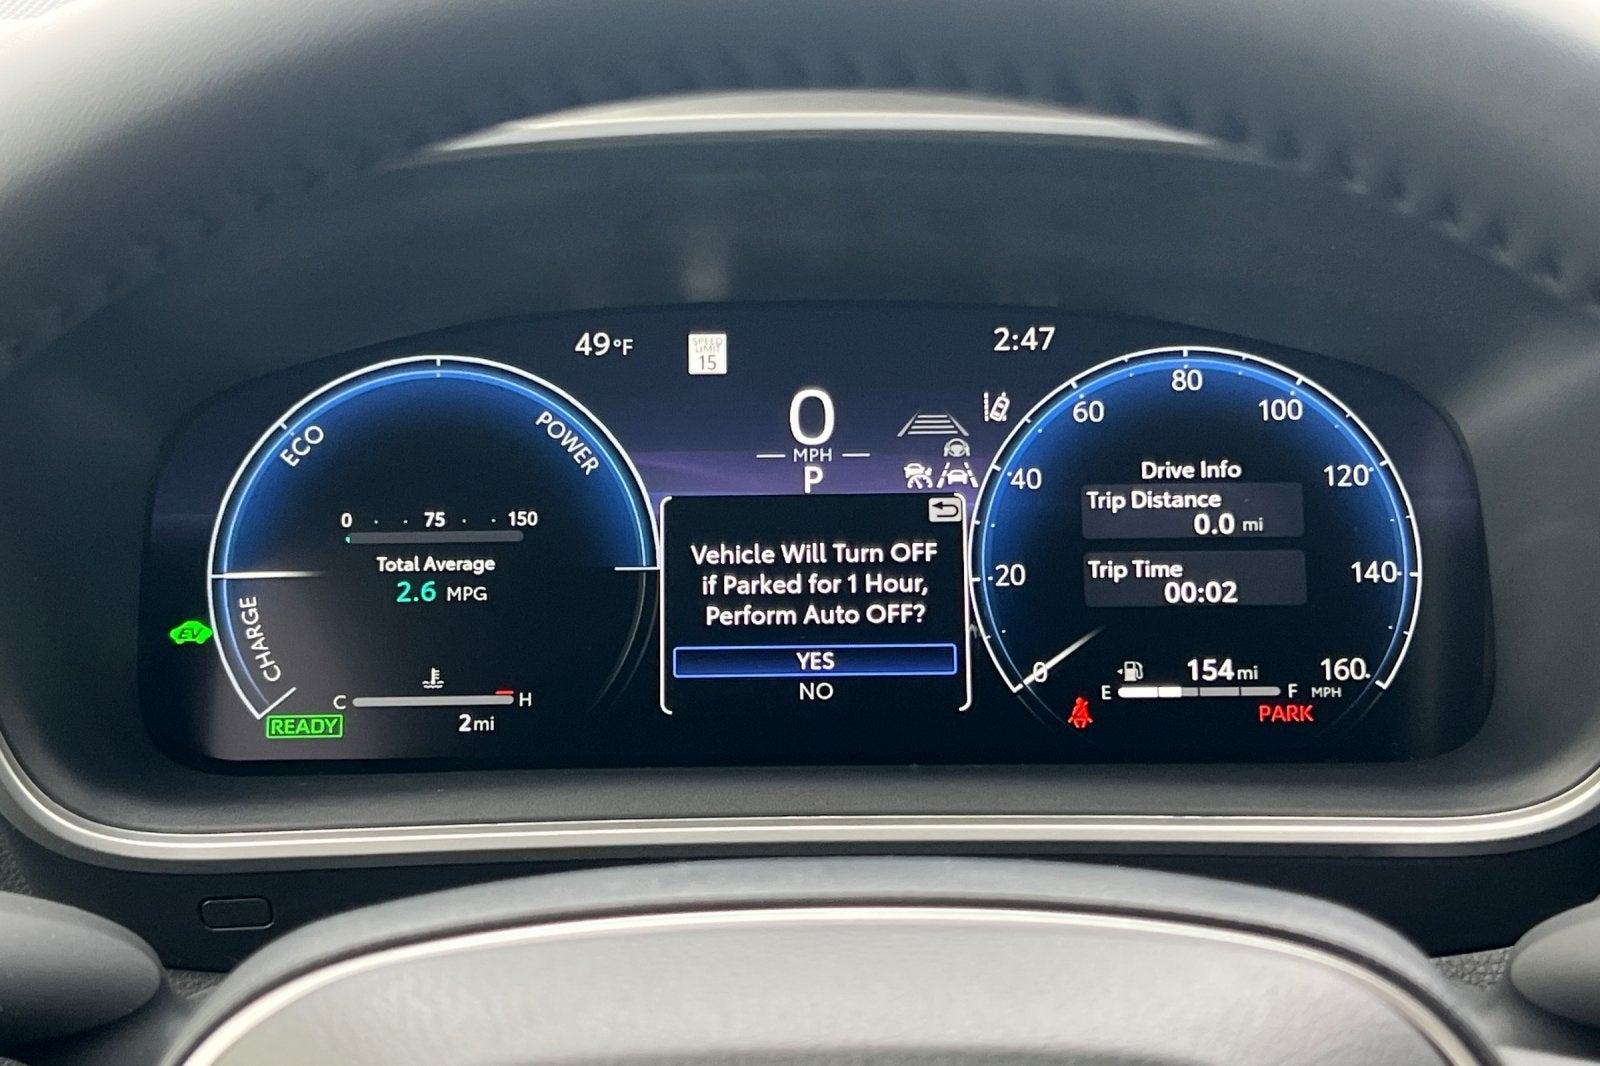 49°F
SPEED
LIMIT
15
2:47
0
MPH
P
ECO
POWER
CHARGE
0 75 150
Total Average
2.6 MPG
EV
READY
C H
2mi
Vehicle Will Turn OFF
if Parked for 1 Hour,
Perform Auto OFF?
YES
NO
0
20
40
60
80
100
120
140
160
MPH
Drive Info
Trip Distance
0.0 mi
Trip Time
00:02
154mi
E F
PARK